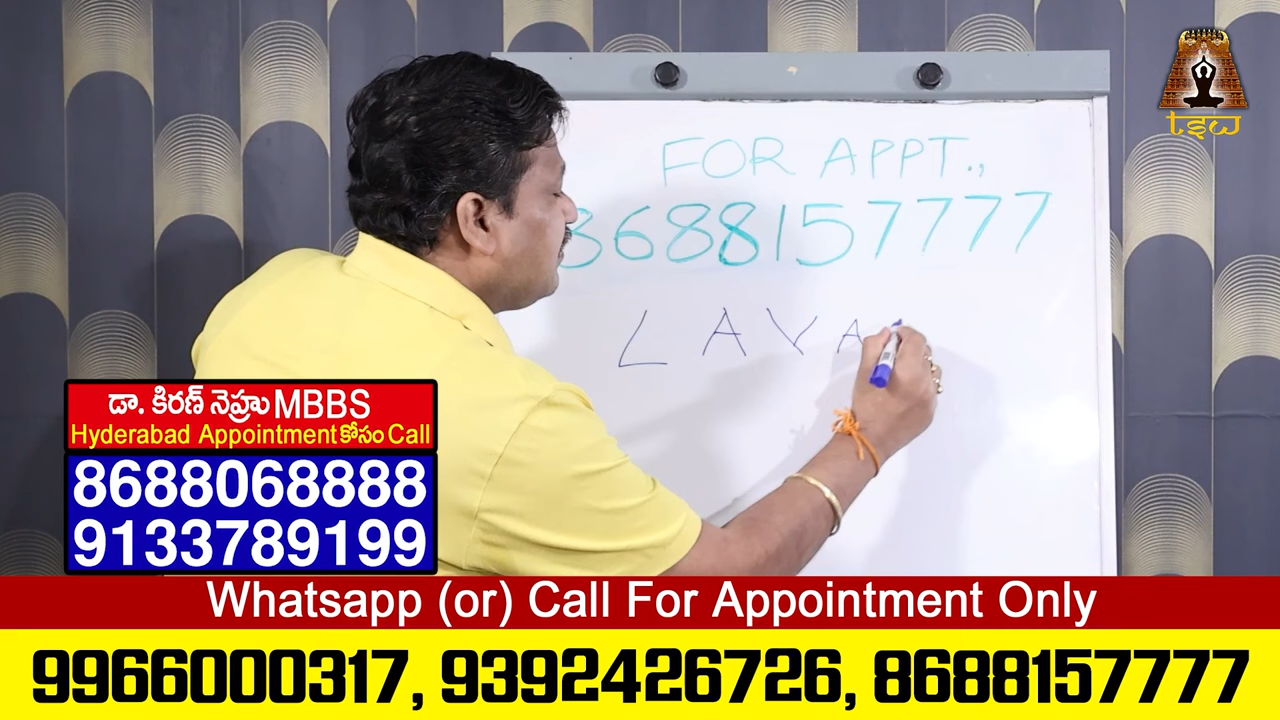 tsw
FOR APPT.,
8688157777
LAVA
డా. కిరణ్ నెహ్రు MBBS
Hyderabad Appointment కోసం Call
8688068888
9133789199
Whatsapp (or) Call For Appointment Only
9966000317, 9392426726, 8688157777